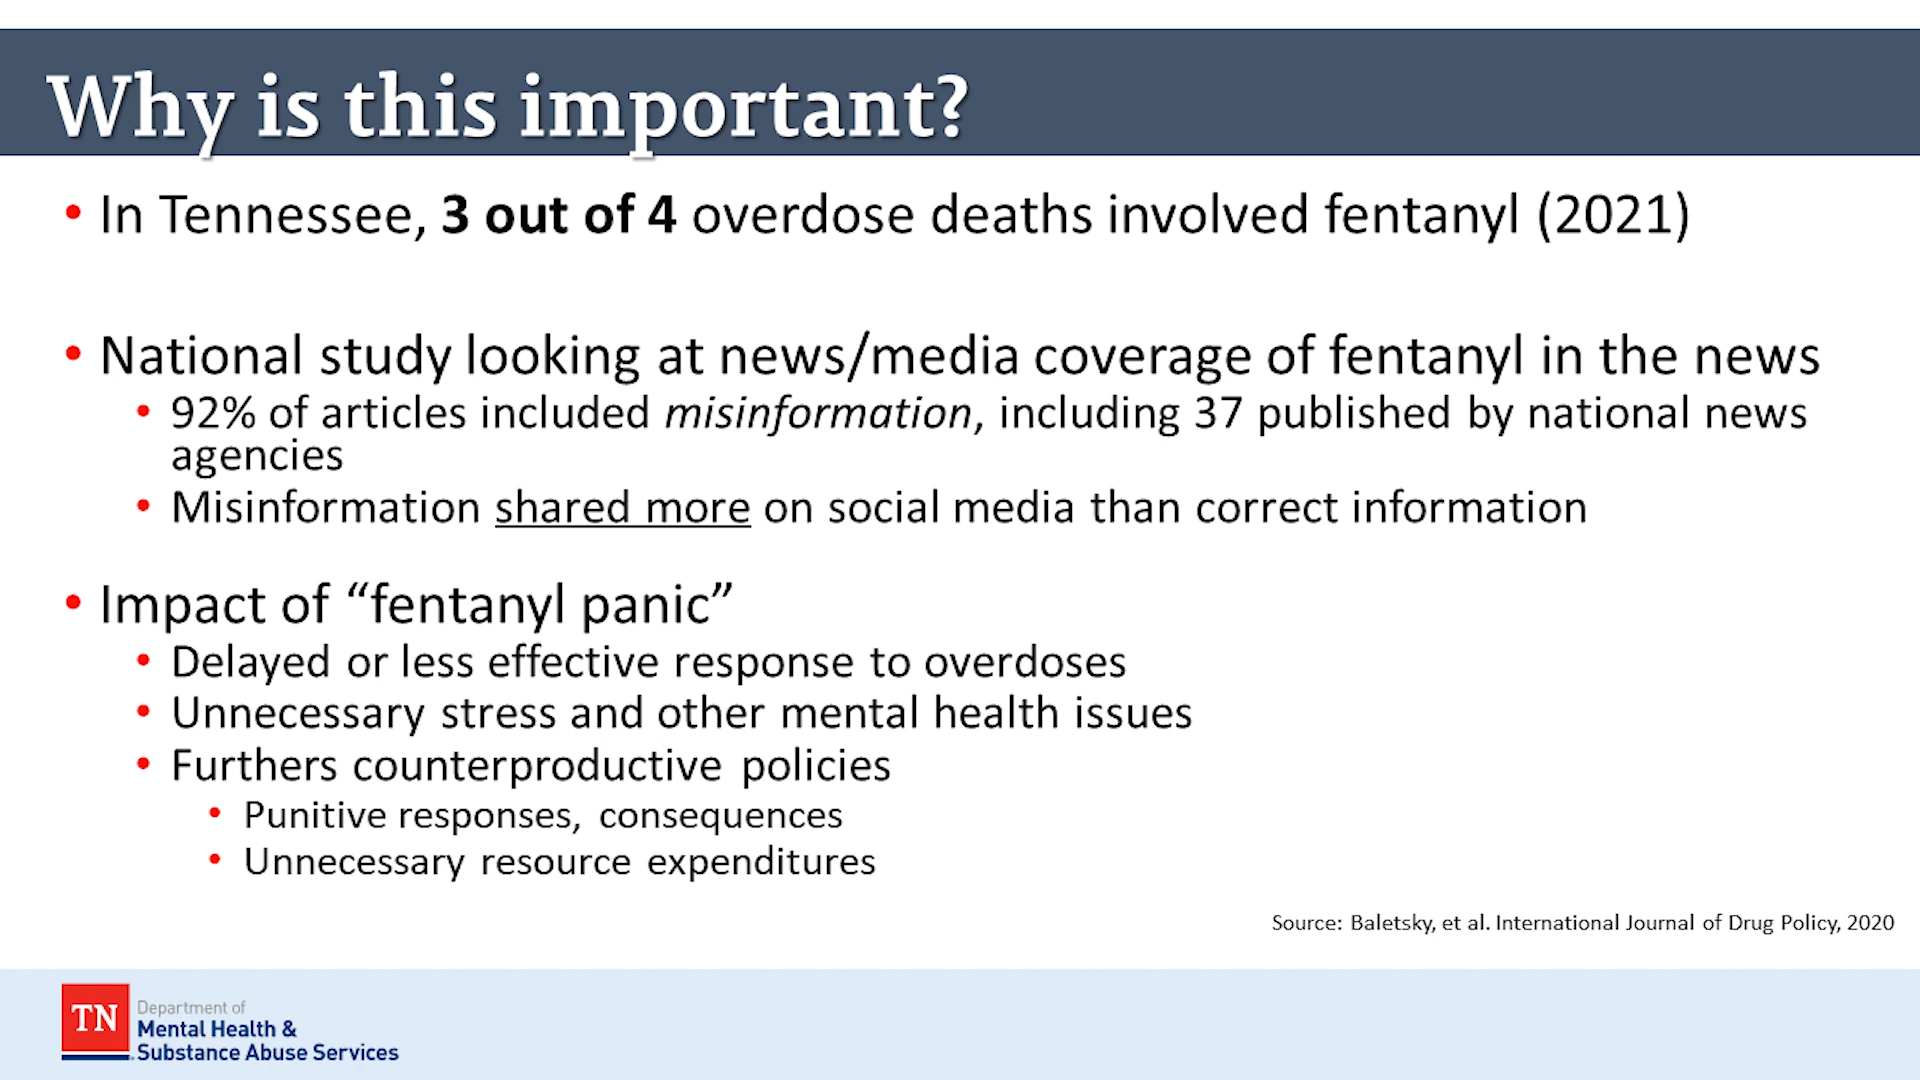 Why is this important?
• In Tennessee, 3 out of 4 overdose deaths involved fentanyl (2021)
• National study looking at news/media coverage of fentanyl in the news
• 92% of articles included misinformation, including 37 published by national news
agencies
• Misinformation shared more on social media than correct information
• Impact of “fentanyl panic”
• Delayed or less effective response to overdoses
• Unnecessary stress and other mental health issues
• Furthers counterproductive policies
• Punitive responses, consequences
• Unnecessary resource expenditures
Source: Baletsky, et al. International Journal of Drug Policy, 2020
TN
Department of
Mental Health &
Substance Abuse Services